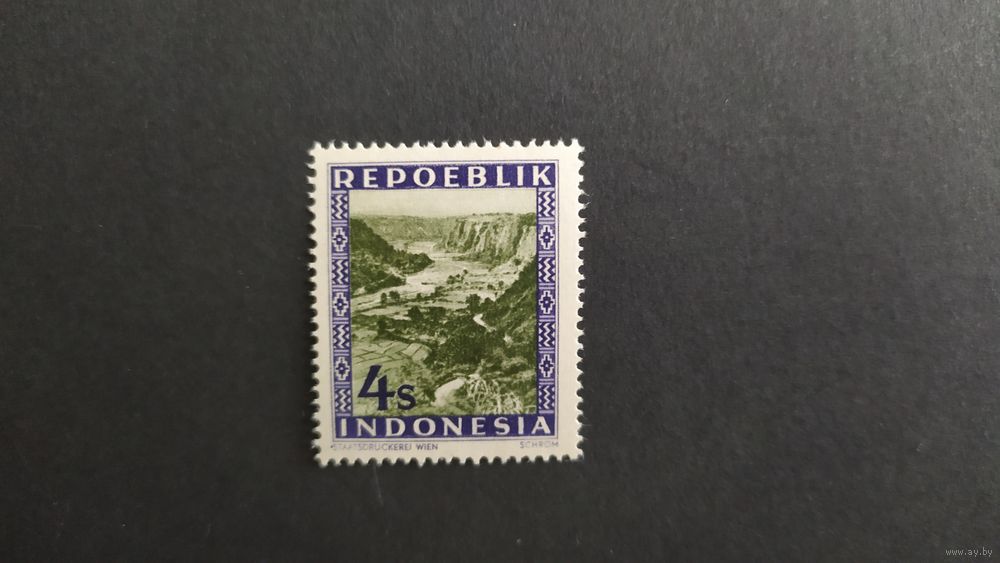 REPOEBLIK
4s
INDONESIA
STAATSDRUCKEREI WIEN SCHROM
www.ay.by